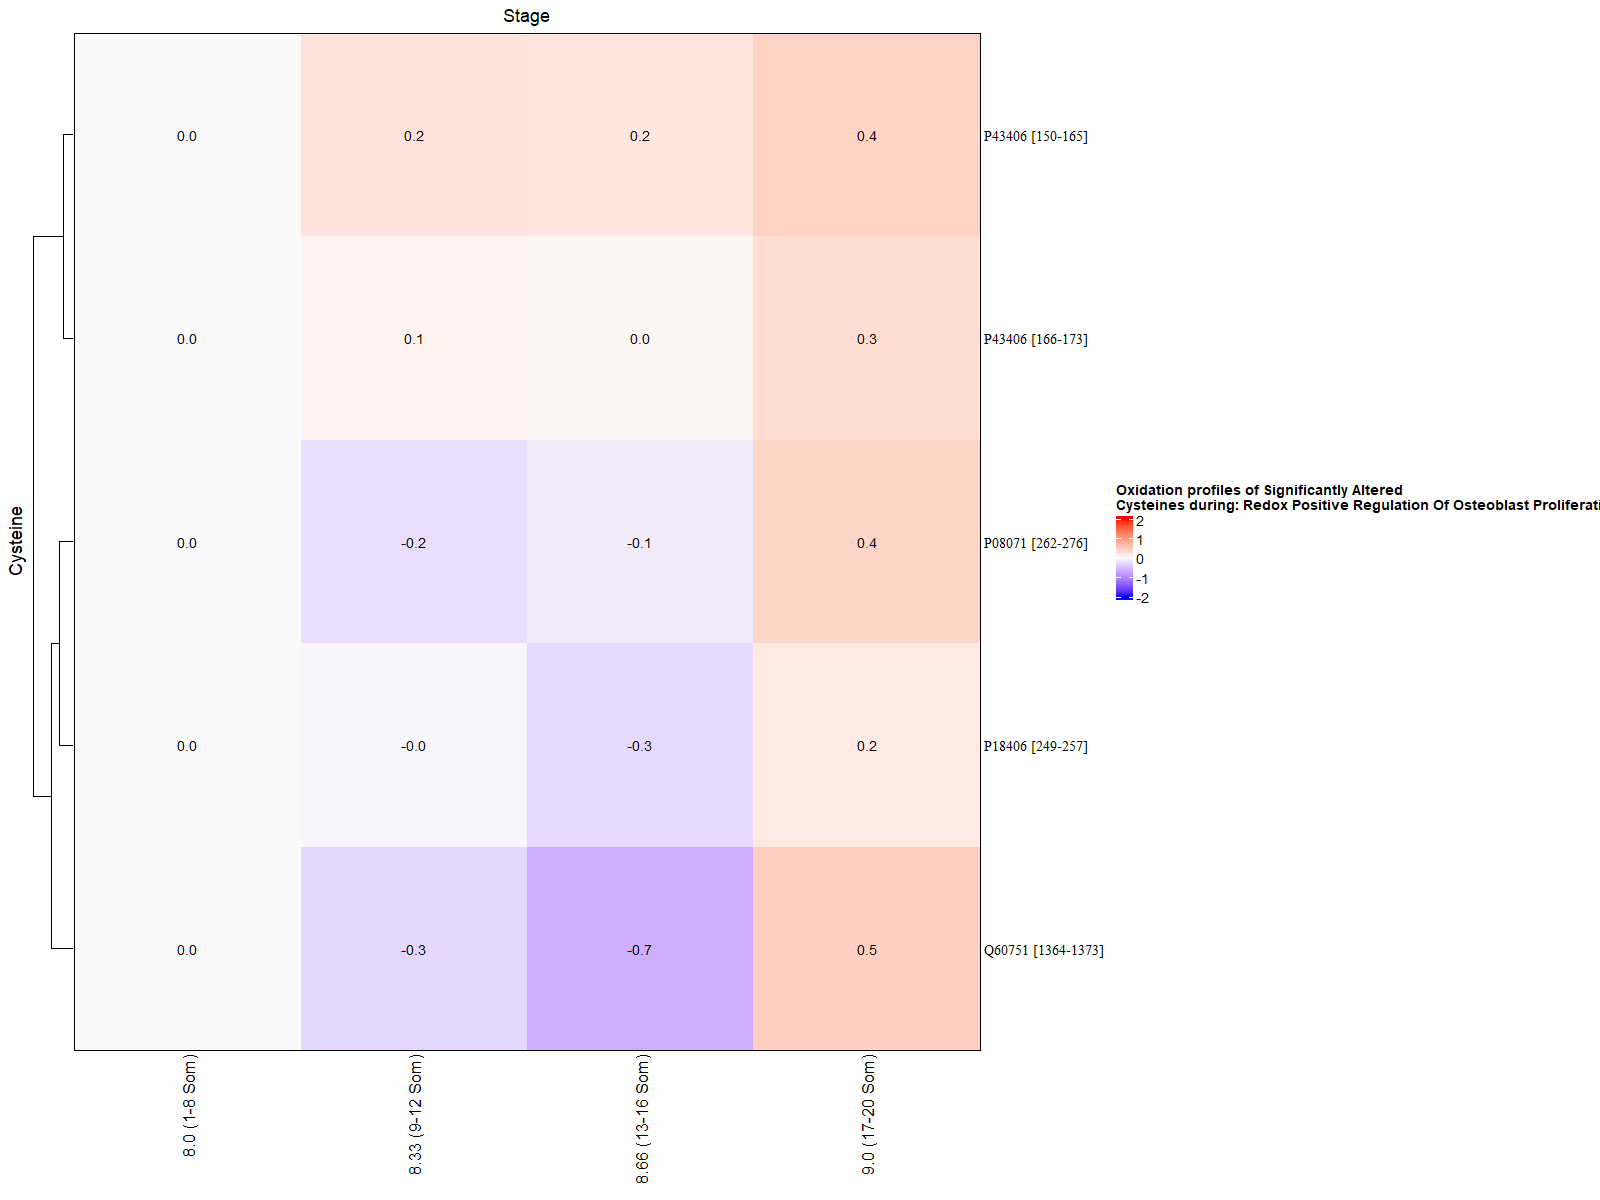 Stage
0.0 0.2 0.2 0.4 P43406 [150-165]
0.0 0.1 0.0 0.3 P43406 [166-173]
Cysteine
0.0 -0.2 -0.1 0.4 P08071 [262-276]
0.0 -0.0 -0.3 0.2 P18406 [249-257]
0.0 -0.3 -0.7 0.5 Q60751 [1364-1373]
8.0 (1-8 Som)
8.33 (9-12 Som)
8.66 (13-16 Som)
9.0 (17-20 Som)
Oxidation profiles of Significantly Altered
Cysteines during: Redox Positive Regulation Of Osteoblast Proliferati
2
1
0
-1
-2